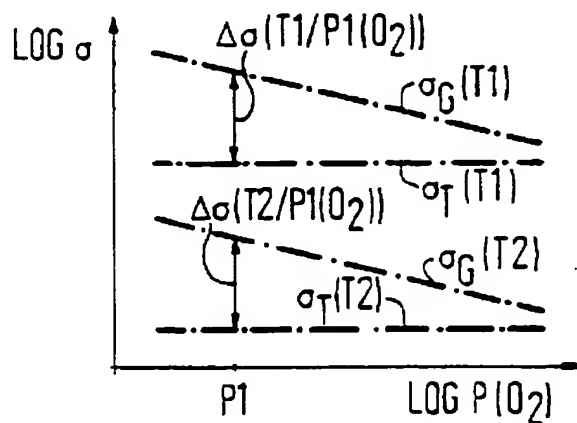 LOG σ
Δσ(T1/P1(O₂))
σG(T1)
σT(T1)
Δσ(T2/P1(O₂))
σG(T2)
σT(T2)
P1
LOG P(O₂)